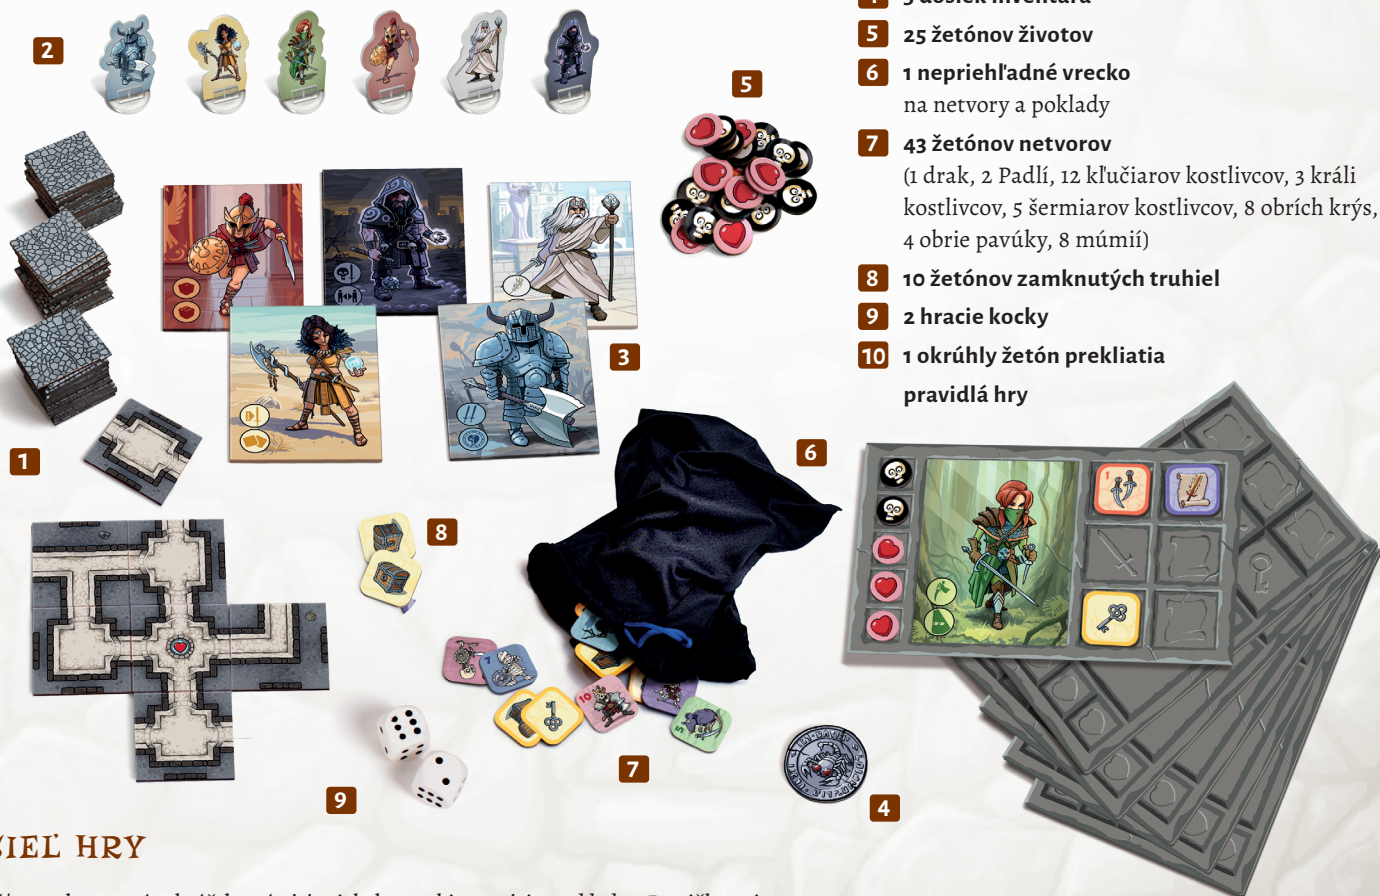 5 25 žetónov životov
6 1 nepriehľadné vrecko
na netvory a poklady
7 43 žetónov netvorov
(1 drak, 2 Padlí, 12 kľučiarov kostlivcov, 3 králi
kostlivcov, 5 šermiarov kostlivcov, 8 obrích krýs,
4 obrie pavúky, 8 múmií)
8 10 žetónov zamknutých truhiel
9 2 hracie kocky
10 1 okrúhly žetón prekliatia
pravidlá hry
2
5
3
1
6
8
7
9
4
HRY